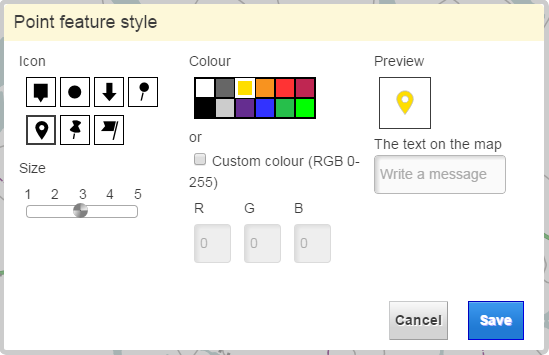 Point feature style
Icon
Size
1 2 3 4 5
Colour
or
Custom colour (RGB 0-
255)
R G B
0 0 0
Preview
The text on the map
Write a message
Cancel Save